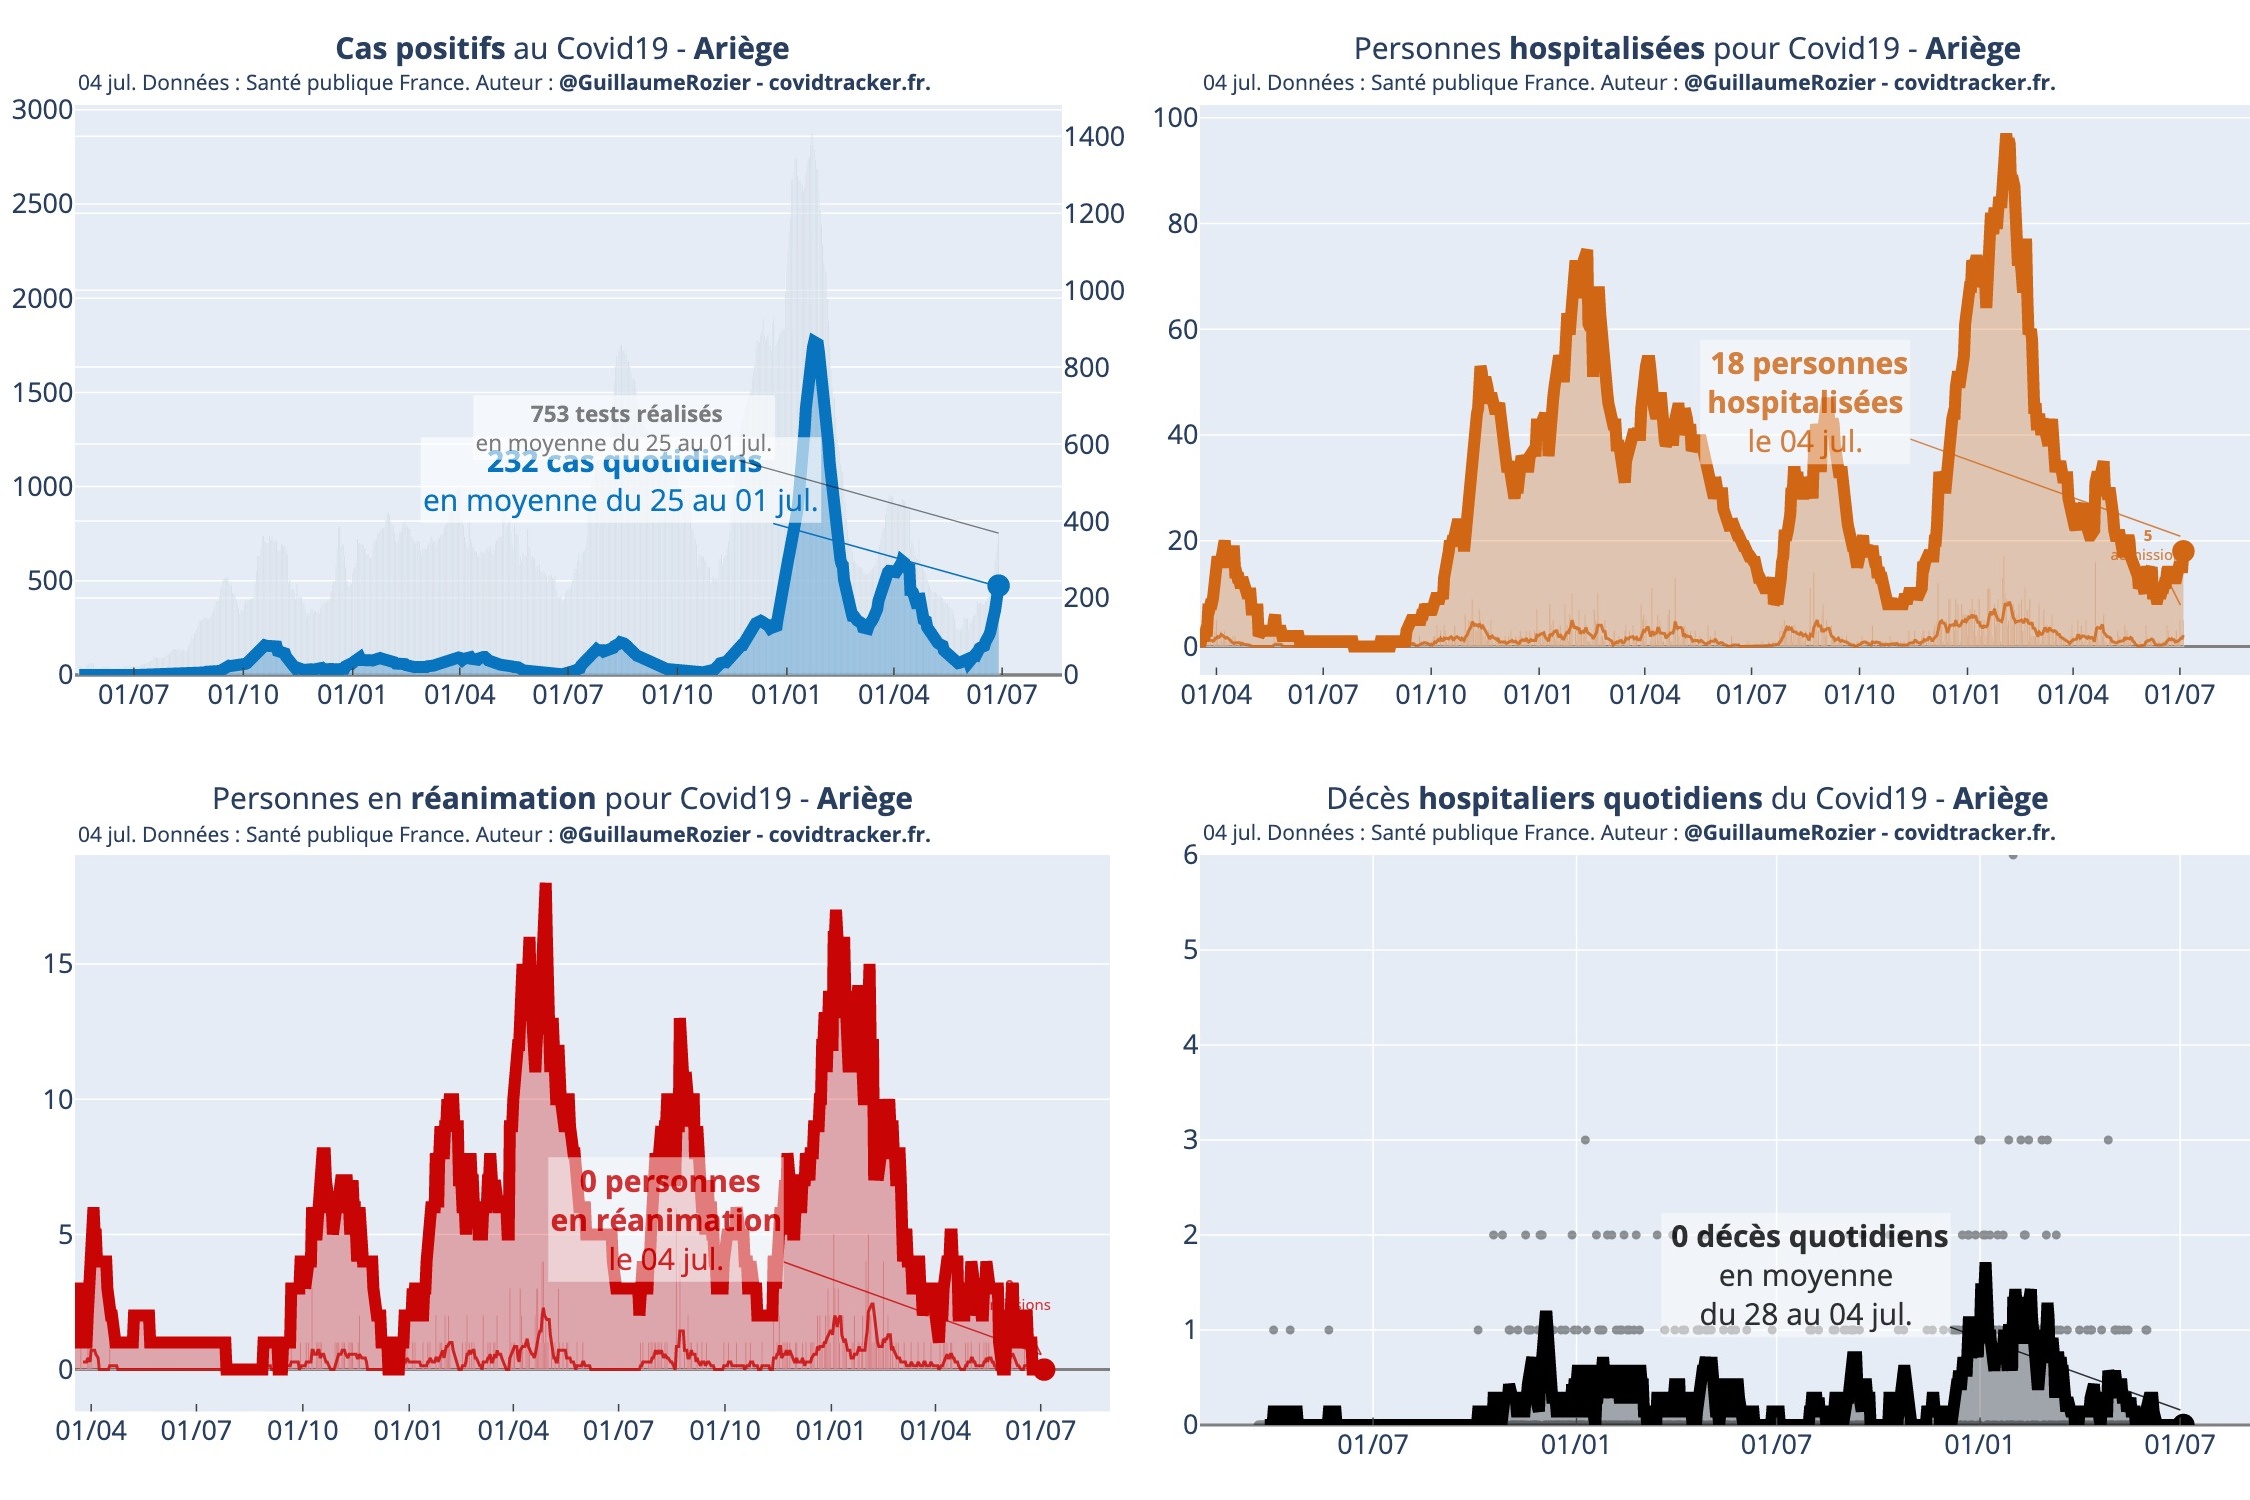 Cas positifs au Covid19 - Ariège
04 jul. Données : Santé publique France. Auteur : @GuillaumeRozier - covidtracker.fr.
3000
2500
2000
1500
1000
500
0
1400
1200
1000
800
600
400
200
0
753 tests réalisés
en moyenne du 25 au 01 jul.
232 cas quotidiens
en moyenne du 25 au 01 jul.
01/07 01/10 01/01 01/04 01/07 01/10 01/01 01/04 01/07
Personnes hospitalisées pour Covid19 - Ariège
04 jul. Données : Santé publique France. Auteur : @GuillaumeRozier - covidtracker.fr.
100
80
60
40
20
0
18 personnes
hospitalisées
le 04 jul.
5
01/04 01/07 01/10 01/01 01/04 01/07 01/10 01/01 01/04 01/07
Personnes en réanimation pour Covid19 - Ariège
04 jul. Données : Santé publique France. Auteur : @GuillaumeRozier - covidtracker.fr.
15
10
5
0
0 personnes
en réanimation
le 04 jul.
01/04 01/07 01/10 01/01 01/04 01/07 01/10 01/01 01/04 01/07
Décès hospitaliers quotidiens du Covid19 - Ariège
04 jul. Données : Santé publique France. Auteur : @GuillaumeRozier - covidtracker.fr.
6
5
4
3
2
1
0
0 décès quotidiens
en moyenne
du 28 au 04 jul.
01/07 01/01 01/07 01/01 01/07